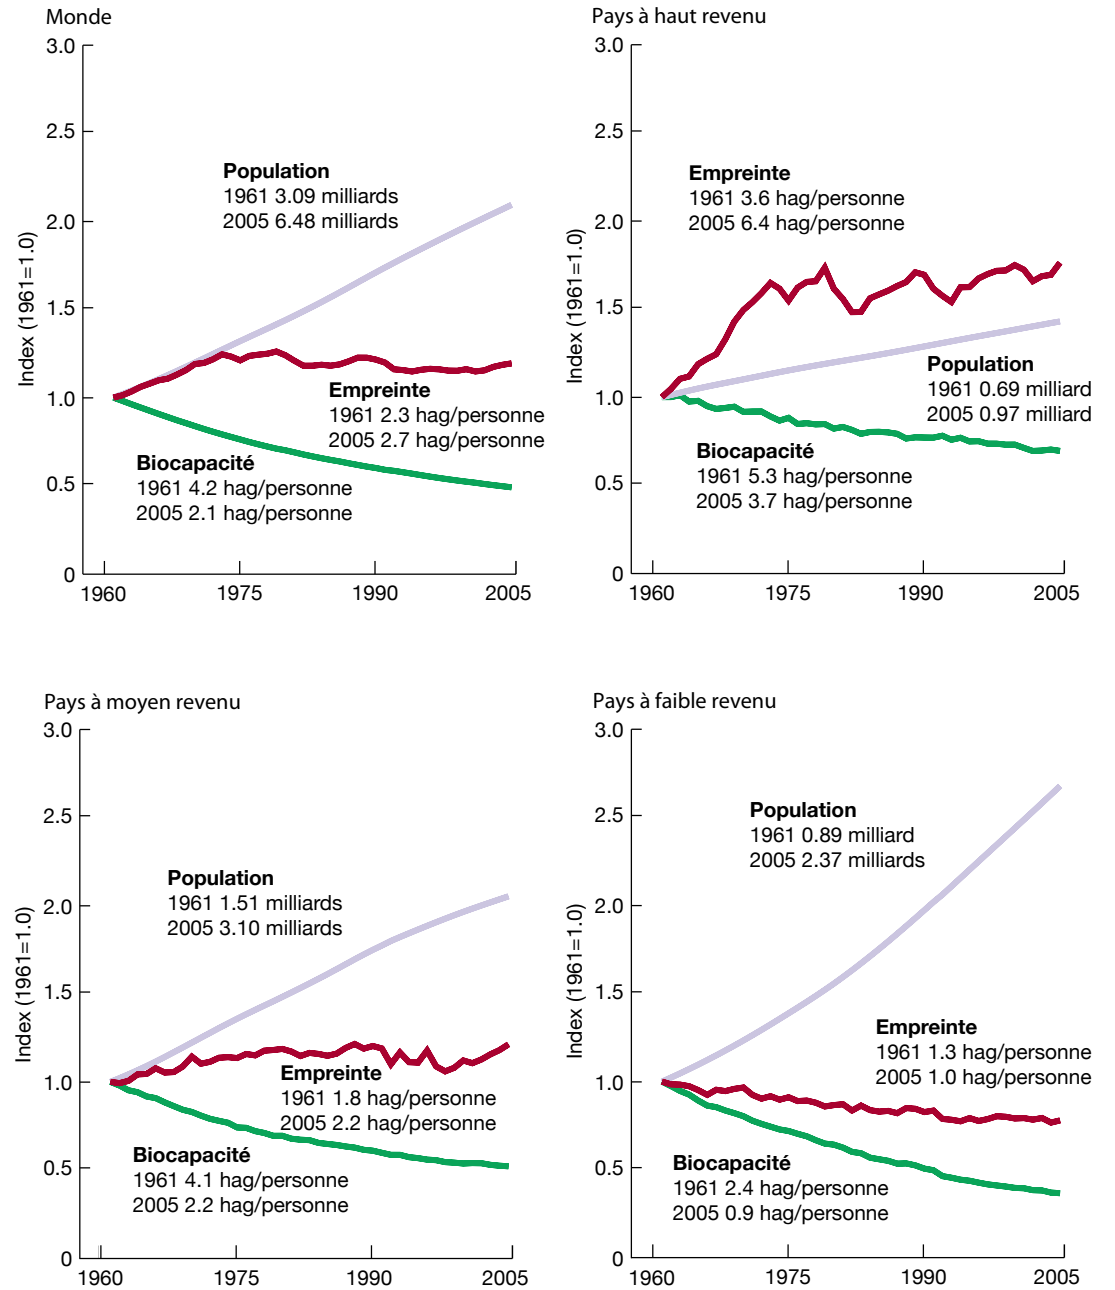 Monde
3.0
2.5
2.0
1.5
1.0
0.5
0
Index (1961=1.0)
Population
1961 3.09 milliards
2005 6.48 milliards
Empreinte
1961 2.3 hag/personne
2005 2.7 hag/personne
Biocapacité
1961 4.2 hag/personne
2005 2.1 hag/personne
1960 1975 1990 2005
Pays à haut revenu
3.0
2.5
2.0
1.5
1.0
0.5
0
Index (1961=1.0)
Empreinte
1961 3.6 hag/personne
2005 6.4 hag/personne
Population
1961 0.69 milliard
2005 0.97 milliard
Biocapacité
1961 5.3 hag/personne
2005 3.7 hag/personne
1960 1975 1990 2005
Pays à moyen revenu
3.0
2.5
2.0
1.5
1.0
0.5
0
Index (1961=1.0)
Population
1961 1.51 milliards
2005 3.10 milliards
Empreinte
1961 1.8 hag/personne
2005 2.2 hag/personne
Biocapacité
1961 4.1 hag/personne
2005 2.2 hag/personne
1960 1975 1990 2005
Pays à faible revenu
3.0
2.5
2.0
1.5
1.0
0.5
0
Index (1961=1.0)
Population
1961 0.89 milliard
2005 2.37 milliards
Empreinte
1961 1.3 hag/personne
2005 1.0 hag/personne
Biocapacité
1961 2.4 hag/personne
2005 0.9 hag/personne
1960 1975 1990 2005